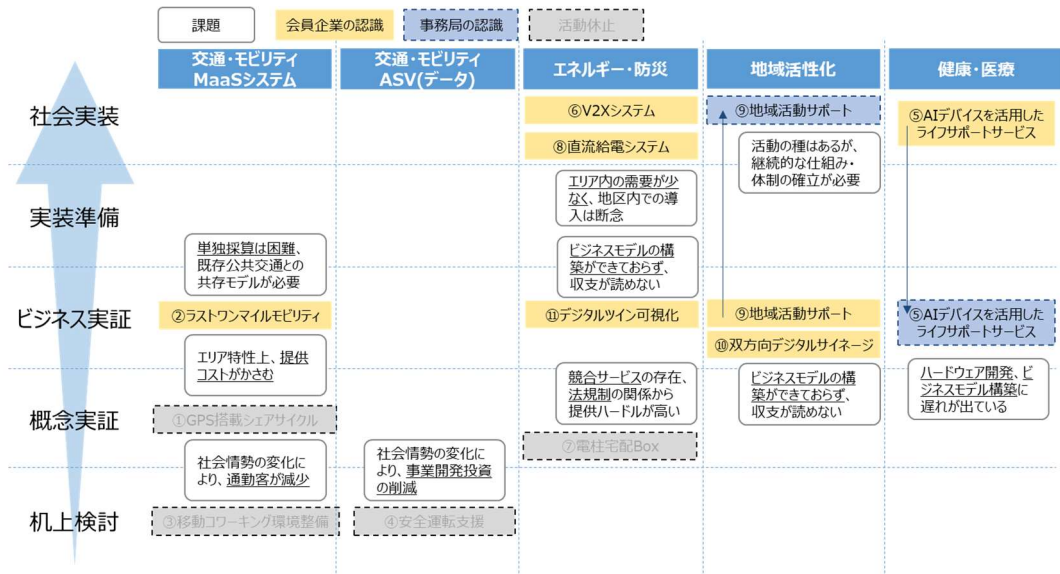 課題
会員企業の認識
事務局の認識
活動休止
交通・モビリティ
MaaSシステム
交通・モビリティ
ASV(データ)
エネルギー・防災
地域活性化
健康・医療
社会実装
⑥V2Xシステム
⑨地域活動サポート
⑤AIデバイスを活用した
ライフサポートサービス
⑧直流給電システム
活動の種はあるが、
継続的な仕組み・
体制の確立が必要
実装準備
エリア内の需要が少
なく、地区内での導
入は断念
単独採算は困難、
既存公共交通との
共存モデルが必要
ビジネスモデルの構
築ができておらず、
収支が読めない
ビジネス実証
②ラストワンマイルモビリティ
⑪デジタルツイン可視化
⑨地域活動サポート
⑤AIデバイスを活用した
ライフサポートサービス
⑩双方向デジタルサイネージ
エリア特性上、提供
コストがかさむ
競合サービスの存在、
法規制の関係から
提供ハードルが高い
ビジネスモデルの構
築ができておらず、
収支が読めない
ハードウェア開発、ビ
ジネスモデル構築に
遅れが出ている
概念実証
①GPS搭載シェアサイクル
⑦電柱宅配Box
社会情勢の変化に
より、通勤客が減少
社会情勢の変化に
より、事業開発投資
の削減
机上検討
③移動コワーキング環境整備
④安全運転支援